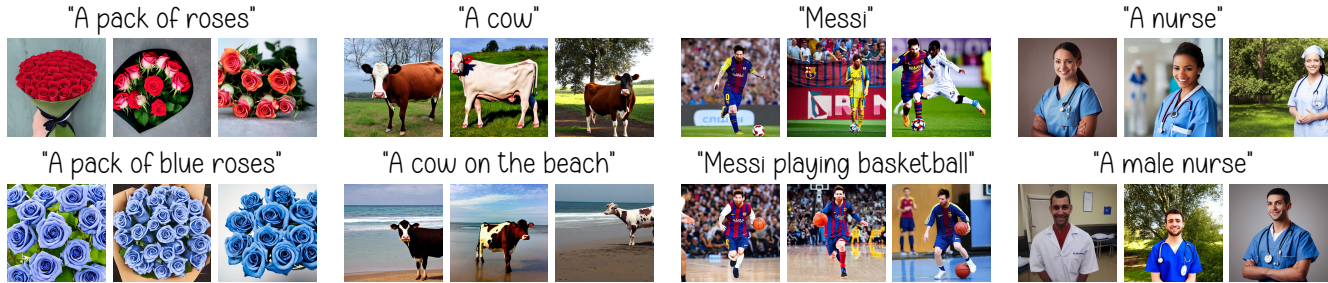 "A pack of roses"
"A cow"
"Messi"
"A nurse"
"A pack of blue roses"
"A cow on the beach"
"Messi playing basketball"
"A male nurse"